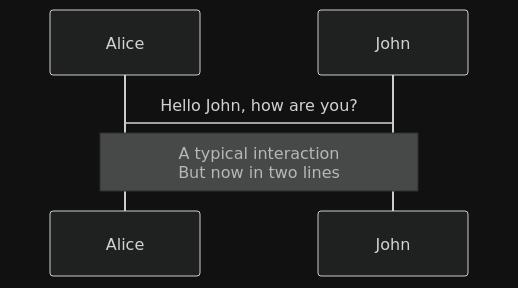 Alice
John
Hello John, how are you?
A typical interaction
But now in two lines
Alice
John